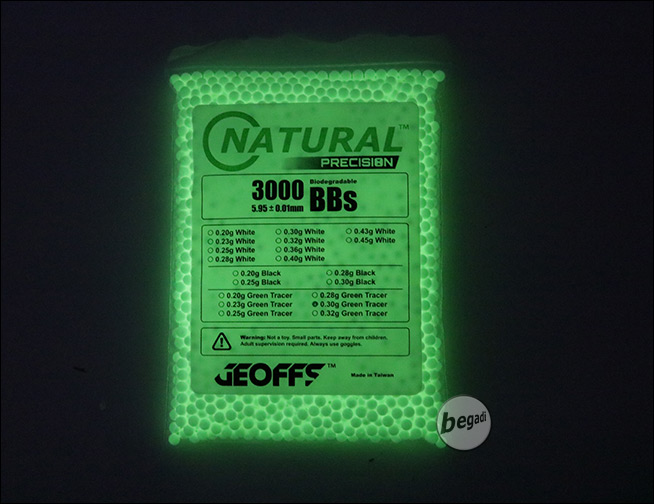 NATURAL™
PRECISION
3000 Biodegradable BBs
5.95 ± 0.01mm
0.20g White 0.30g White 0.43g White
0.23g White 0.32g White 0.45g White
0.25g White 0.36g White
0.28g White 0.40g White
0.20g Black 0.28g Black
0.25g Black 0.30g Black
0.20g Green Tracer 0.28g Green Tracer
0.23g Green Tracer 0.30g Green Tracer
0.25g Green Tracer 0.32g Green Tracer
Warning: Not a toy. Small parts. Keep away from children.
Adult supervision required. Always use goggles.
GEOFFS™ Made in Taiwan
begadi